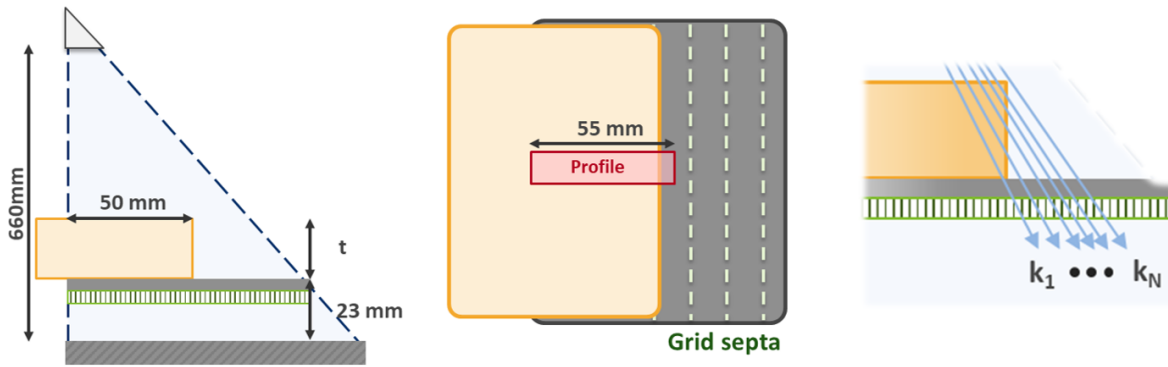 660mm
50 mm
t
23 mm
55 mm
Profile
Grid septa
k1 ••• kN